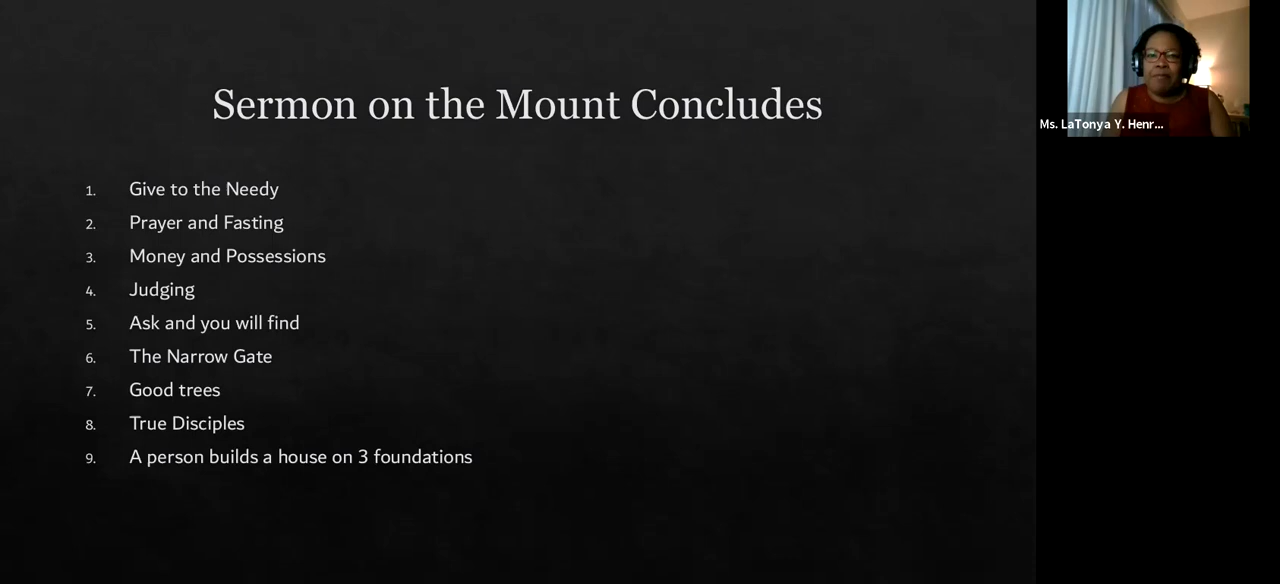 Sermon on the Mount Concludes
1. Give to the Needy
2. Prayer and Fasting
3. Money and Possessions
4. Judging
5. Ask and you will find
6. The Narrow Gate
7. Good trees
8. True Disciples
9. A person builds a house on 3 foundations
Ms. LaTonya Y. Henr...